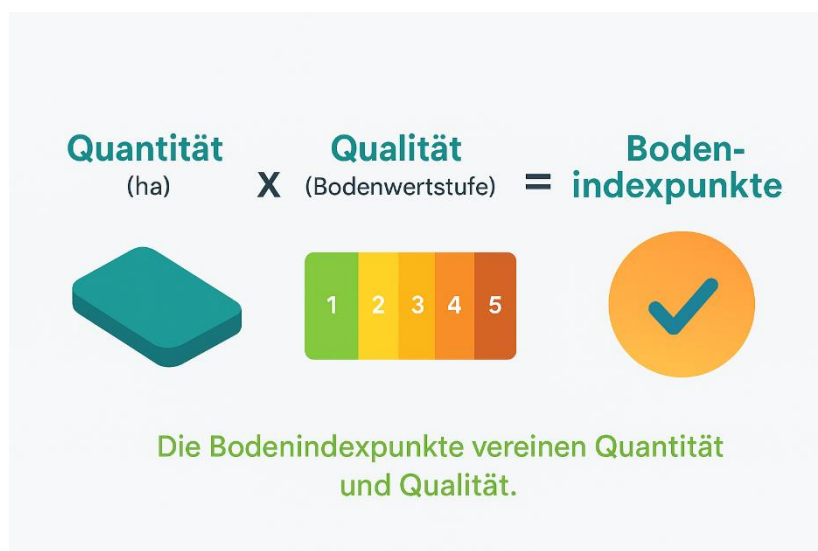 Quantität
(ha)
x
Qualität
(Bodenwertstufe)
=
Boden-
indexpunkte
1 2 3 4 5
Die Bodenindexpunkte vereinen Quantität
und Qualität.